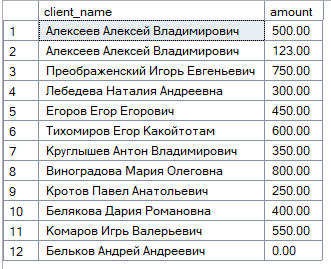 client_name amount
1 Алексеев Алексей Владимирович 500.00
2 Алексеев Алексей Владимирович 123.00
3 Преображенский Игорь Евгеньевич 750.00
4 Лебедева Наталия Андреевна 300.00
5 Егоров Егор Егорович 450.00
6 Тихомиров Егор Какойтотам 600.00
7 Круглышев Антон Владимирович 350.00
8 Виноградова Мария Олеговна 800.00
9 Кротов Павел Анатольевич 250.00
10 Белякова Дария Романовна 400.00
11 Комаров Игрь Валерьевич 550.00
12 Бельков Андрей Андреевич 0.00